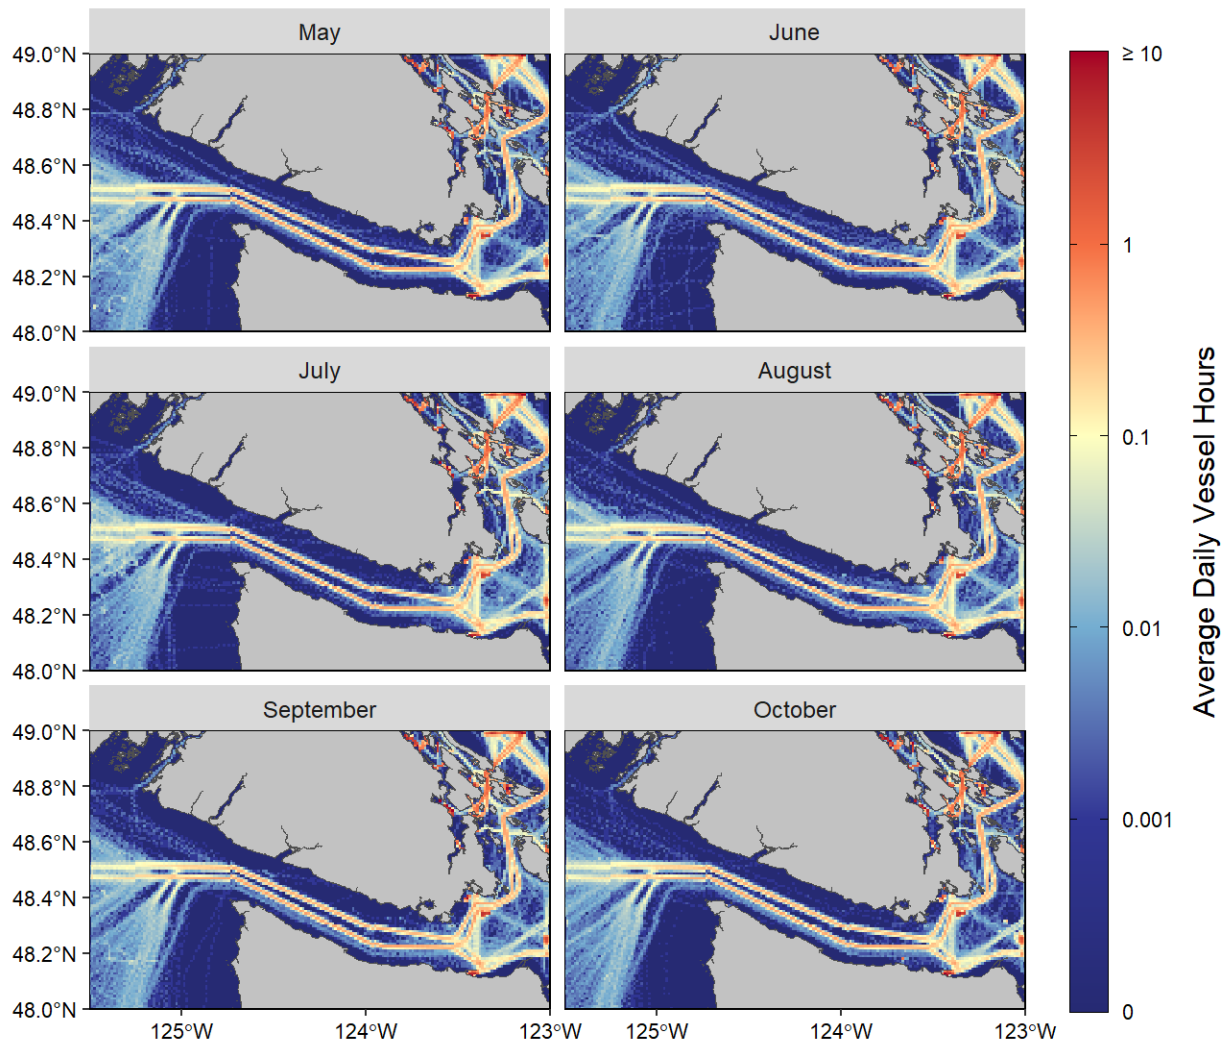 May June
49.0°N
48.8°N
48.6°N
48.4°N
48.2°N
48.0°N
July August
49.0°N
48.8°N
48.6°N
48.4°N
48.2°N
48.0°N
September October
49.0°N
48.8°N
48.6°N
48.4°N
48.2°N
48.0°N
125°W 124°W 123°W 125°W 124°W 123°W
≥ 10
1
0.1
0.01
0.001
0
Average Daily Vessel Hours